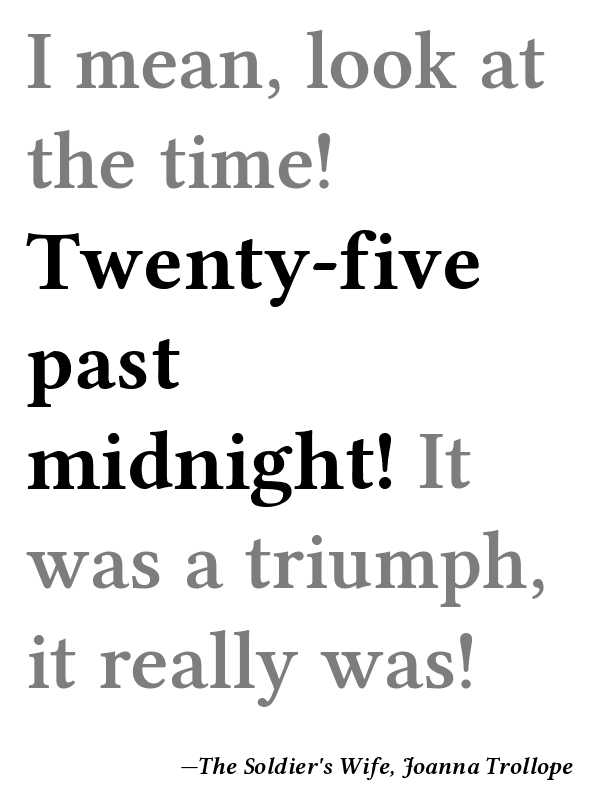 I mean, look at
the time!
Twenty-five
past
midnight! It
was a triumph,
it really was!
—The Soldier's Wife, Joanna Trollope